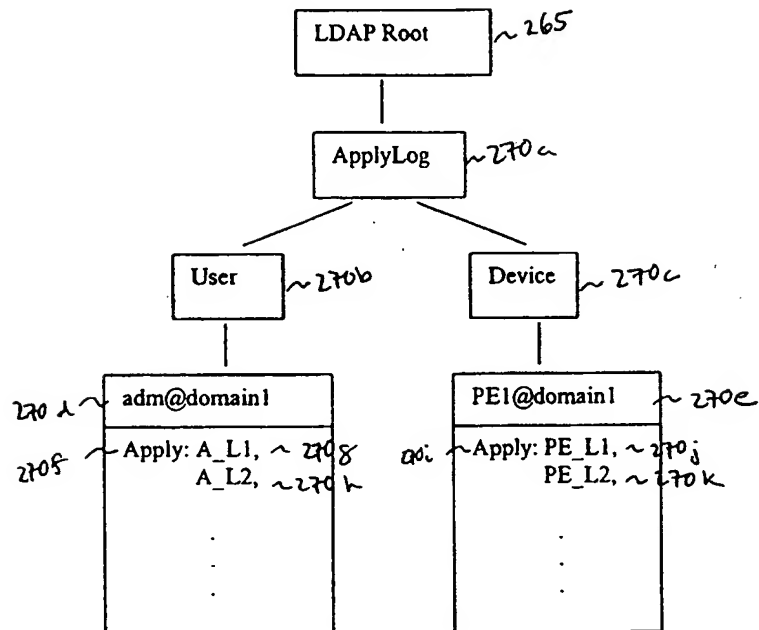 LDAP Root ~ 265
ApplyLog ~ 270a
User ~ 270b
Device ~ 270c
270d ~ adm@domain1
PE1@domain1 ~ 270e
270f ~ Apply: A_L1, ~ 270g
A_L2, ~ 270h
.
.
.
270i ~ Apply: PE_L1, ~ 270j
PE_L2, ~ 270k
.
.
.